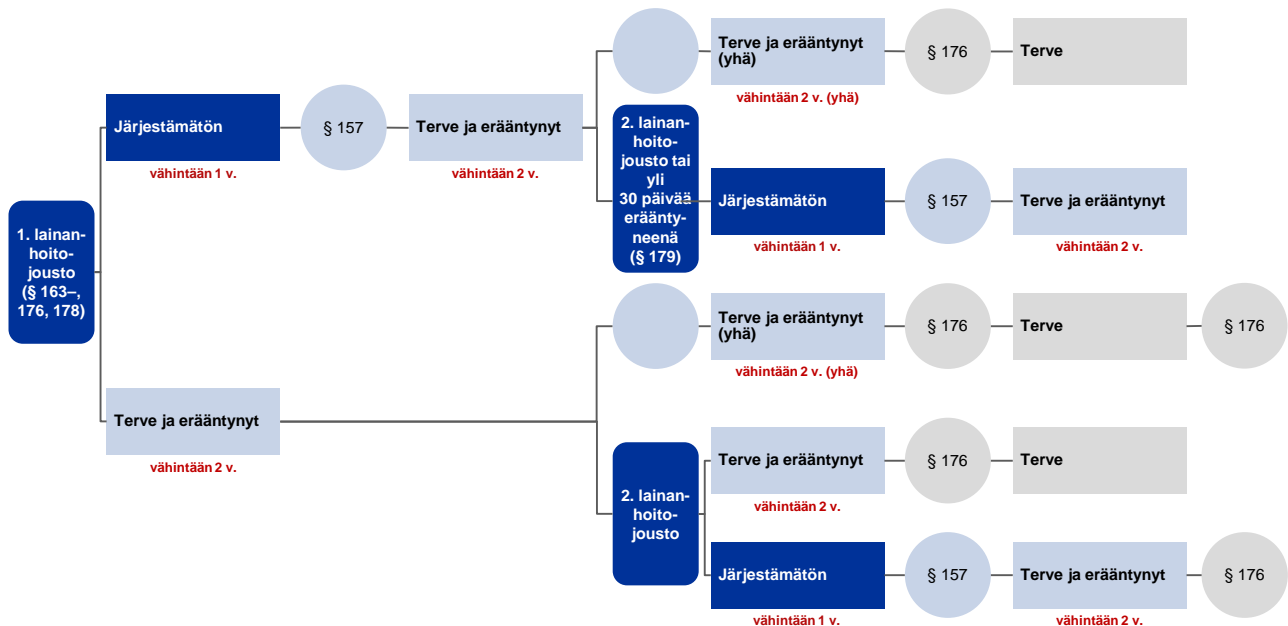 Terve ja erääntynyt
(yhä)
vähintään 2 v. (yhä)
§ 176
Terve
Järjestämätön
vähintään 1 v.
§ 157
Terve ja erääntynyt
vähintään 2 v.
2. lainan-
hoito-
jousto tai
yli
30 päivää
eräänty-
neenä
(§ 179)
Järjestämätön
vähintään 1 v.
§ 157
Terve ja erääntynyt
vähintään 2 v.
1. lainan-
hoito-
jousto
(§ 163–,
176, 178)
Terve ja erääntynyt
(yhä)
vähintään 2 v. (yhä)
§ 176
Terve
§ 176
Terve ja erääntynyt
vähintään 2 v.
2. lainan-
hoito-
jousto
Terve ja erääntynyt
vähintään 2 v.
§ 176
Terve
Järjestämätön
vähintään 1 v.
§ 157
Terve ja erääntynyt
vähintään 2 v.
§ 176